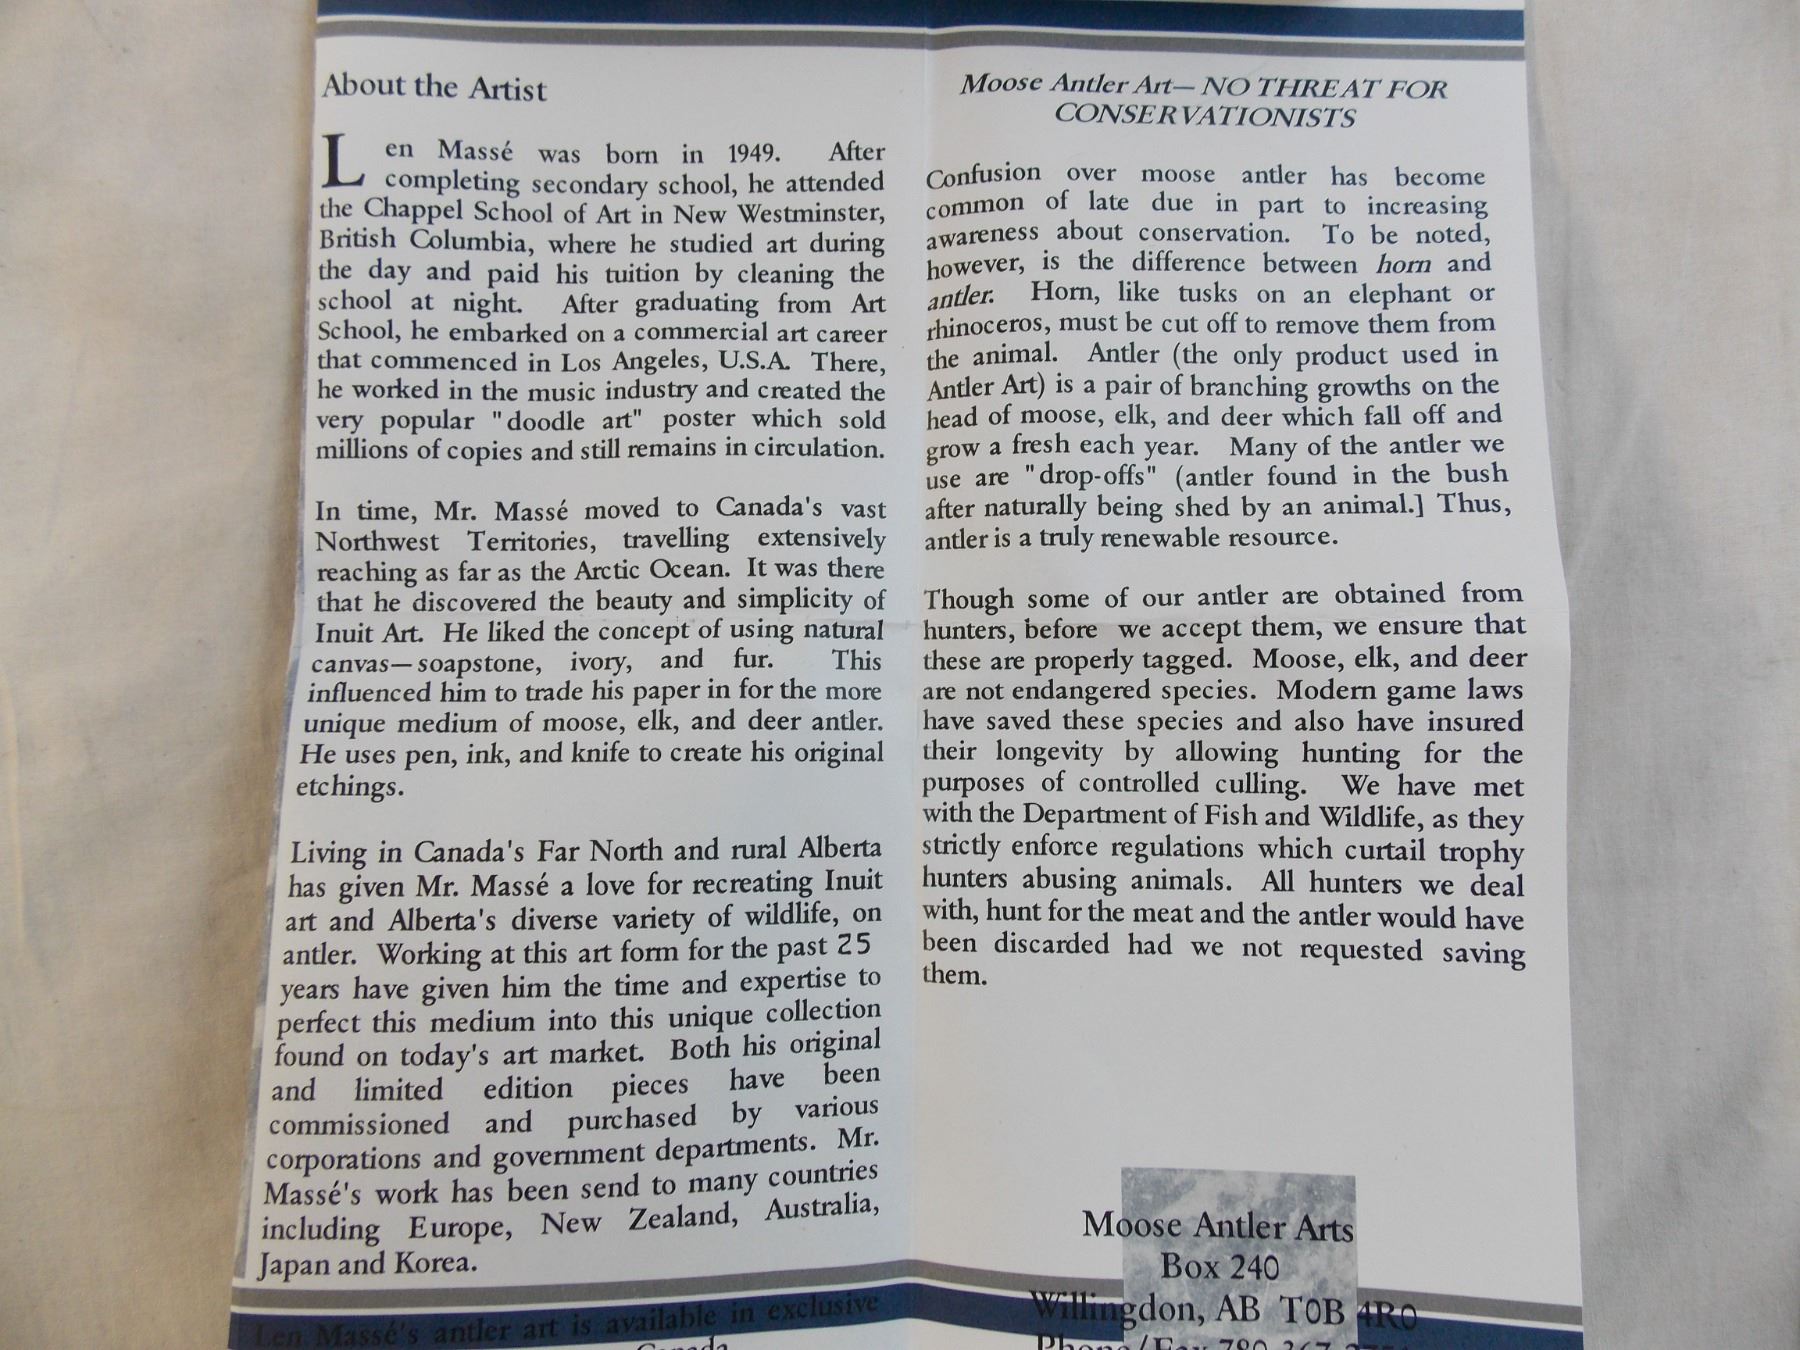 About the Artist
Len Massé was born in 1949. After
completing secondary school, he attended
the Chappel School of Art in New Westminster,
British Columbia, where he studied art during
the day and paid his tuition by cleaning the
school at night. After graduating from Art
School, he embarked on a commercial art career
that commenced in Los Angeles, U.S.A. There,
he worked in the music industry and created the
very popular "doodle art" poster which sold
millions of copies and still remains in circulation.
In time, Mr. Massé moved to Canada's vast
Northwest Territories, travelling extensively
reaching as far as the Arctic Ocean. It was there
that he discovered the beauty and simplicity of
Inuit Art. He liked the concept of using natural
canvas—soapstone, ivory, and fur. This
influenced him to trade his paper in for the more
unique medium of moose, elk, and deer antler.
He uses pen, ink, and knife to create his original
etchings.
Living in Canada's Far North and rural Alberta
has given Mr. Massé a love for recreating Inuit
art and Alberta's diverse variety of wildlife, on
antler. Working at this art form for the past 25
years have given him the time and expertise to
perfect this medium into this unique collection
found on today's art market. Both his original
and limited edition pieces have been
commissioned and purchased by various
corporations and government departments. Mr.
Massé's work has been send to many countries
including Europe, New Zealand, Australia,
Japan and Korea.
Len Massé's antler art is available in exclusive
Canada
Moose Antler Art—NO THREAT FOR
CONSERVATIONISTS
Confusion over moose antler has become
common of late due in part to increasing
awareness about conservation. To be noted,
however, is the difference between horn and
antler. Horn, like tusks on an elephant or
rhinoceros, must be cut off to remove them from
the animal. Antler (the only product used in
Antler Art) is a pair of branching growths on the
head of moose, elk, and deer which fall off and
grow a fresh each year. Many of the antler we
use are "drop-offs" (antler found in the bush
after naturally being shed by an animal.] Thus,
antler is a truly renewable resource.
Though some of our antler are obtained from
hunters, before we accept them, we ensure that
these are properly tagged. Moose, elk, and deer
are not endangered species. Modern game laws
have saved these species and also have insured
their longevity by allowing hunting for the
purposes of controlled culling. We have met
with the Department of Fish and Wildlife, as they
strictly enforce regulations which curtail trophy
hunters abusing animals. All hunters we deal
with, hunt for the meat and the antler would have
been discarded had we not requested saving
them.
Moose Antler Arts
Box 240
Willingdon, AB T0B 4R0
Phone/Fax 780-367-